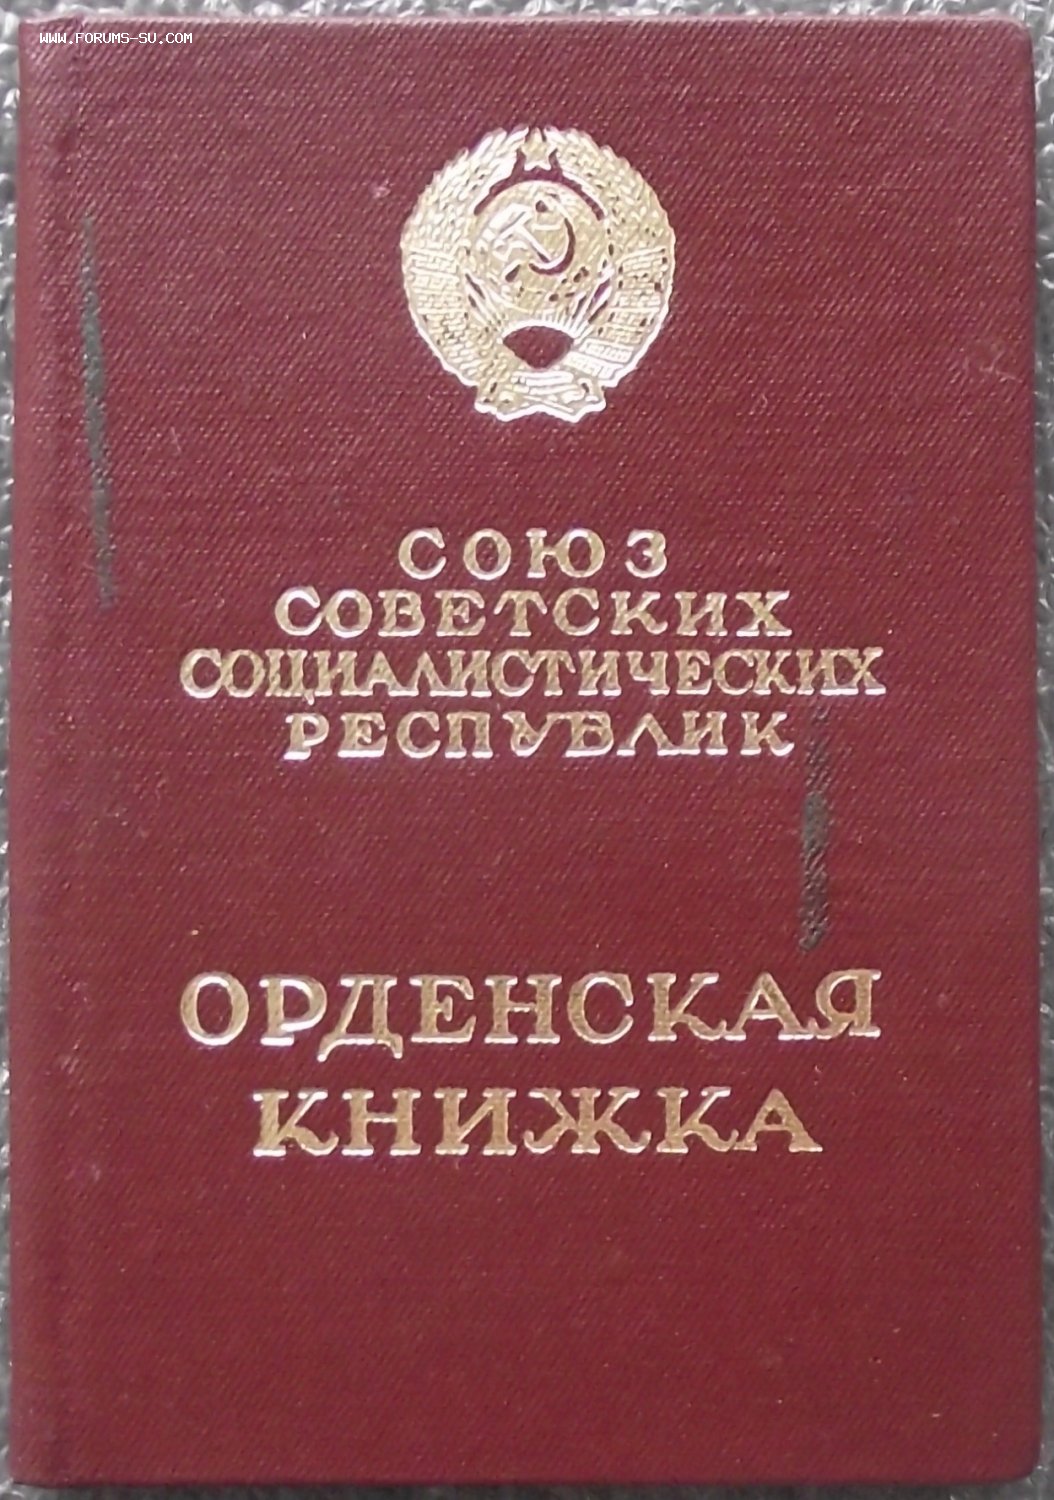 WWW.FORUMS-SU.COM
СОЮЗ
СОВЕТСКИХ
СОЦИАЛИСТИЧЕСКИХ
РЕСПУБЛИК
ОРДЕНСКАЯ
КНИЖКА